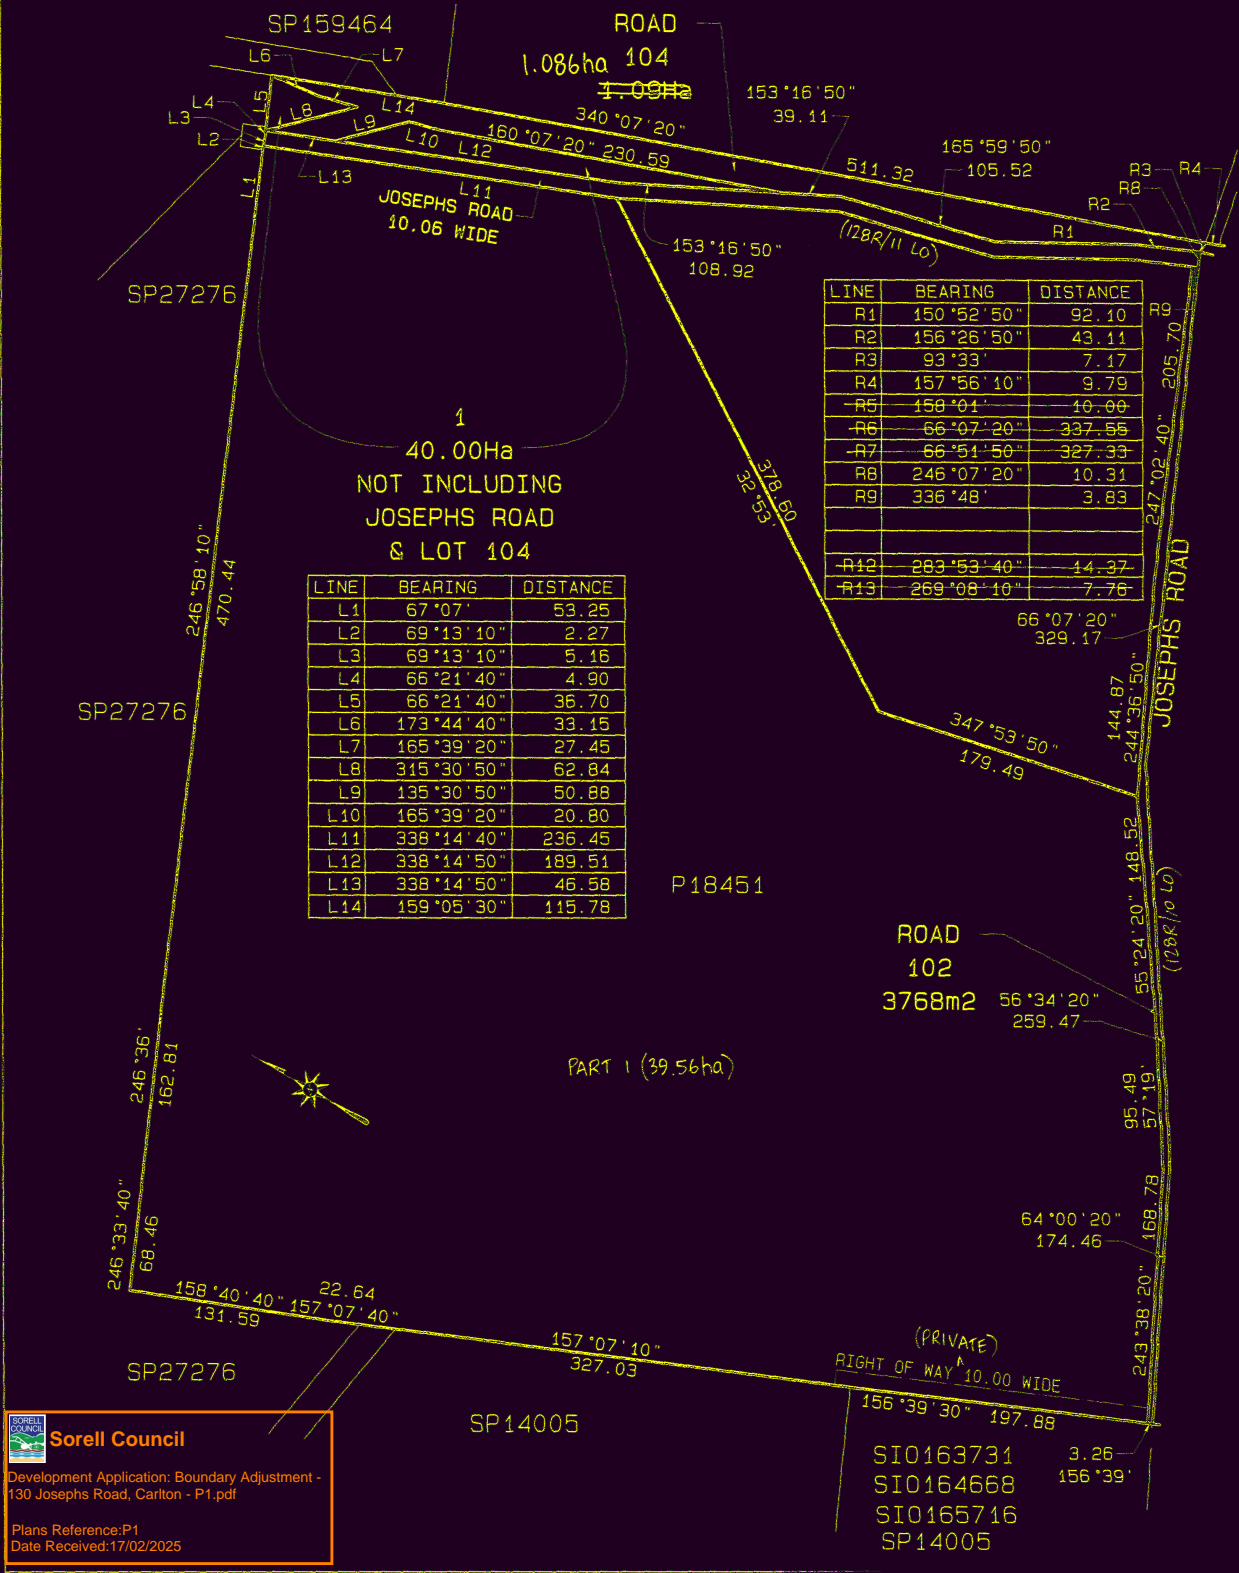 SP159464
ROAD
104
1.086ha
1.09Ha
L6
L7
L5
L4
L3
L2
L8
L14
L9
L10
L12
L13
L11
L1
340°07'20"
160°07'20" 230.59
153°16'50"
39.11
511.32
165°59'50"
105.52
R3
R4
R8
R2
R1
JOSEPHS ROAD
10.06 WIDE
153°16'50"
108.92
(128R/11 LO)
SP27276
LINE BEARING DISTANCE
R1 150°52'50" 92.10
R2 156°26'50" 43.11
R3 93°33' 7.17
R4 157°56'10" 9.79
R5 158°01' 10.00
R6 66°07'20" 337.55
R7 66°51'50" 327.33
R8 246°07'20" 10.31
R9 336°48' 3.83
R12 283°53'40" 14.37
R13 269°08'10" 7.76
R9
205.70
247°02'40"
1
40.00Ha
NOT INCLUDING
JOSEPHS ROAD
& LOT 104
378.60
32°53'
246°58'10"
470.44
LINE BEARING DISTANCE
L1 67°07' 53.25
L2 69°13'10" 2.27
L3 69°13'10" 5.16
L4 66°21'40" 4.90
L5 66°21'40" 36.70
L6 173°44'40" 33.15
L7 165°39'20" 27.45
L8 315°30'50" 62.84
L9 135°30'50" 50.88
L10 165°39'20" 20.80
L11 338°14'40" 236.45
L12 338°14'50" 189.51
L13 338°14'50" 46.58
L14 159°05'30" 115.78
66°07'20"
329.17
JOSEPHS ROAD
144.87
244°36'50"
SP27276
347°53'50"
179.49
P18451
55°24'20" 148.52
(128R/10 LO)
ROAD
102
3768m2
56°34'20"
259.47
PART 1 (39.56ha)
246°36'
162.81
95.49
57°19'
246°33'40"
68.46
64°00'20"
174.46
168.78
243°38'20"
158°40'40"
131.59
22.64
157°07'40"
157°07'10"
327.03
(PRIVATE)
RIGHT OF WAY ^ 10.00 WIDE
156°39'30" 197.88
SP27276
SP14005
3.26
156°39'
SIO163731
SIO164668
SIO165716
SP14005
SORELL
COUNCIL
Sorell Council
Development Application: Boundary Adjustment -
130 Josephs Road, Carlton - P1.pdf
Plans Reference:P1
Date Received:17/02/2025